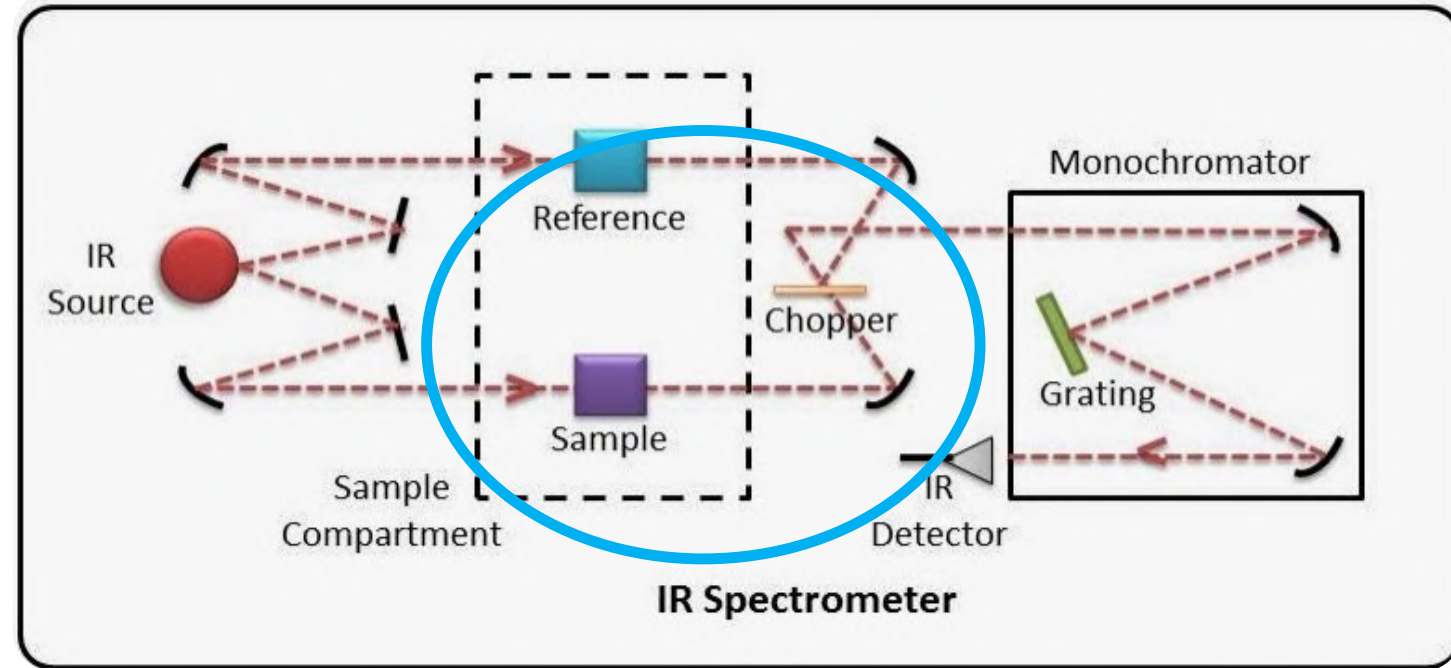 Monochromator
Reference
IR
Source
Chopper
Grating
Sample
Sample
Compartment
IR
Detector
IR Spectrometer